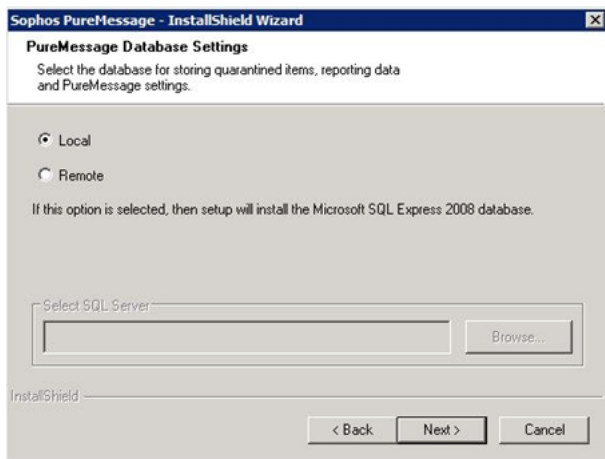 Sophos PureMessage - InstallShield Wizard
PureMessage Database Settings
Select the database for storing quarantined items, reporting data
and PureMessage settings.
Local
Remote
If this option is selected, then setup will install the Microsoft SQL Express 2008 database.
Select SQL Server
Browse...
InstallShield
< Back
Next >
Cancel